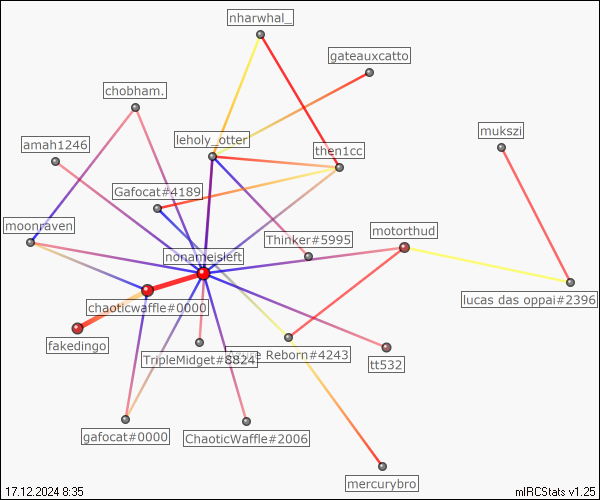 nharwhal_
gateauxcatto
chobham.
mukszi
leholy_otter
amah1246
then1cc
Gafocat#4189
moonraven
motorthud
Thinker#5995
nonameisleft
lucas das oppai#2396
chaoticwaffle#0000
fakedingo
Reborn#4243
TripleMidget#8824
tt532
gafocat#0000
ChaoticWaffle#2006
mercurybro
17.12.2024 8:35
mIRCStats v1.25